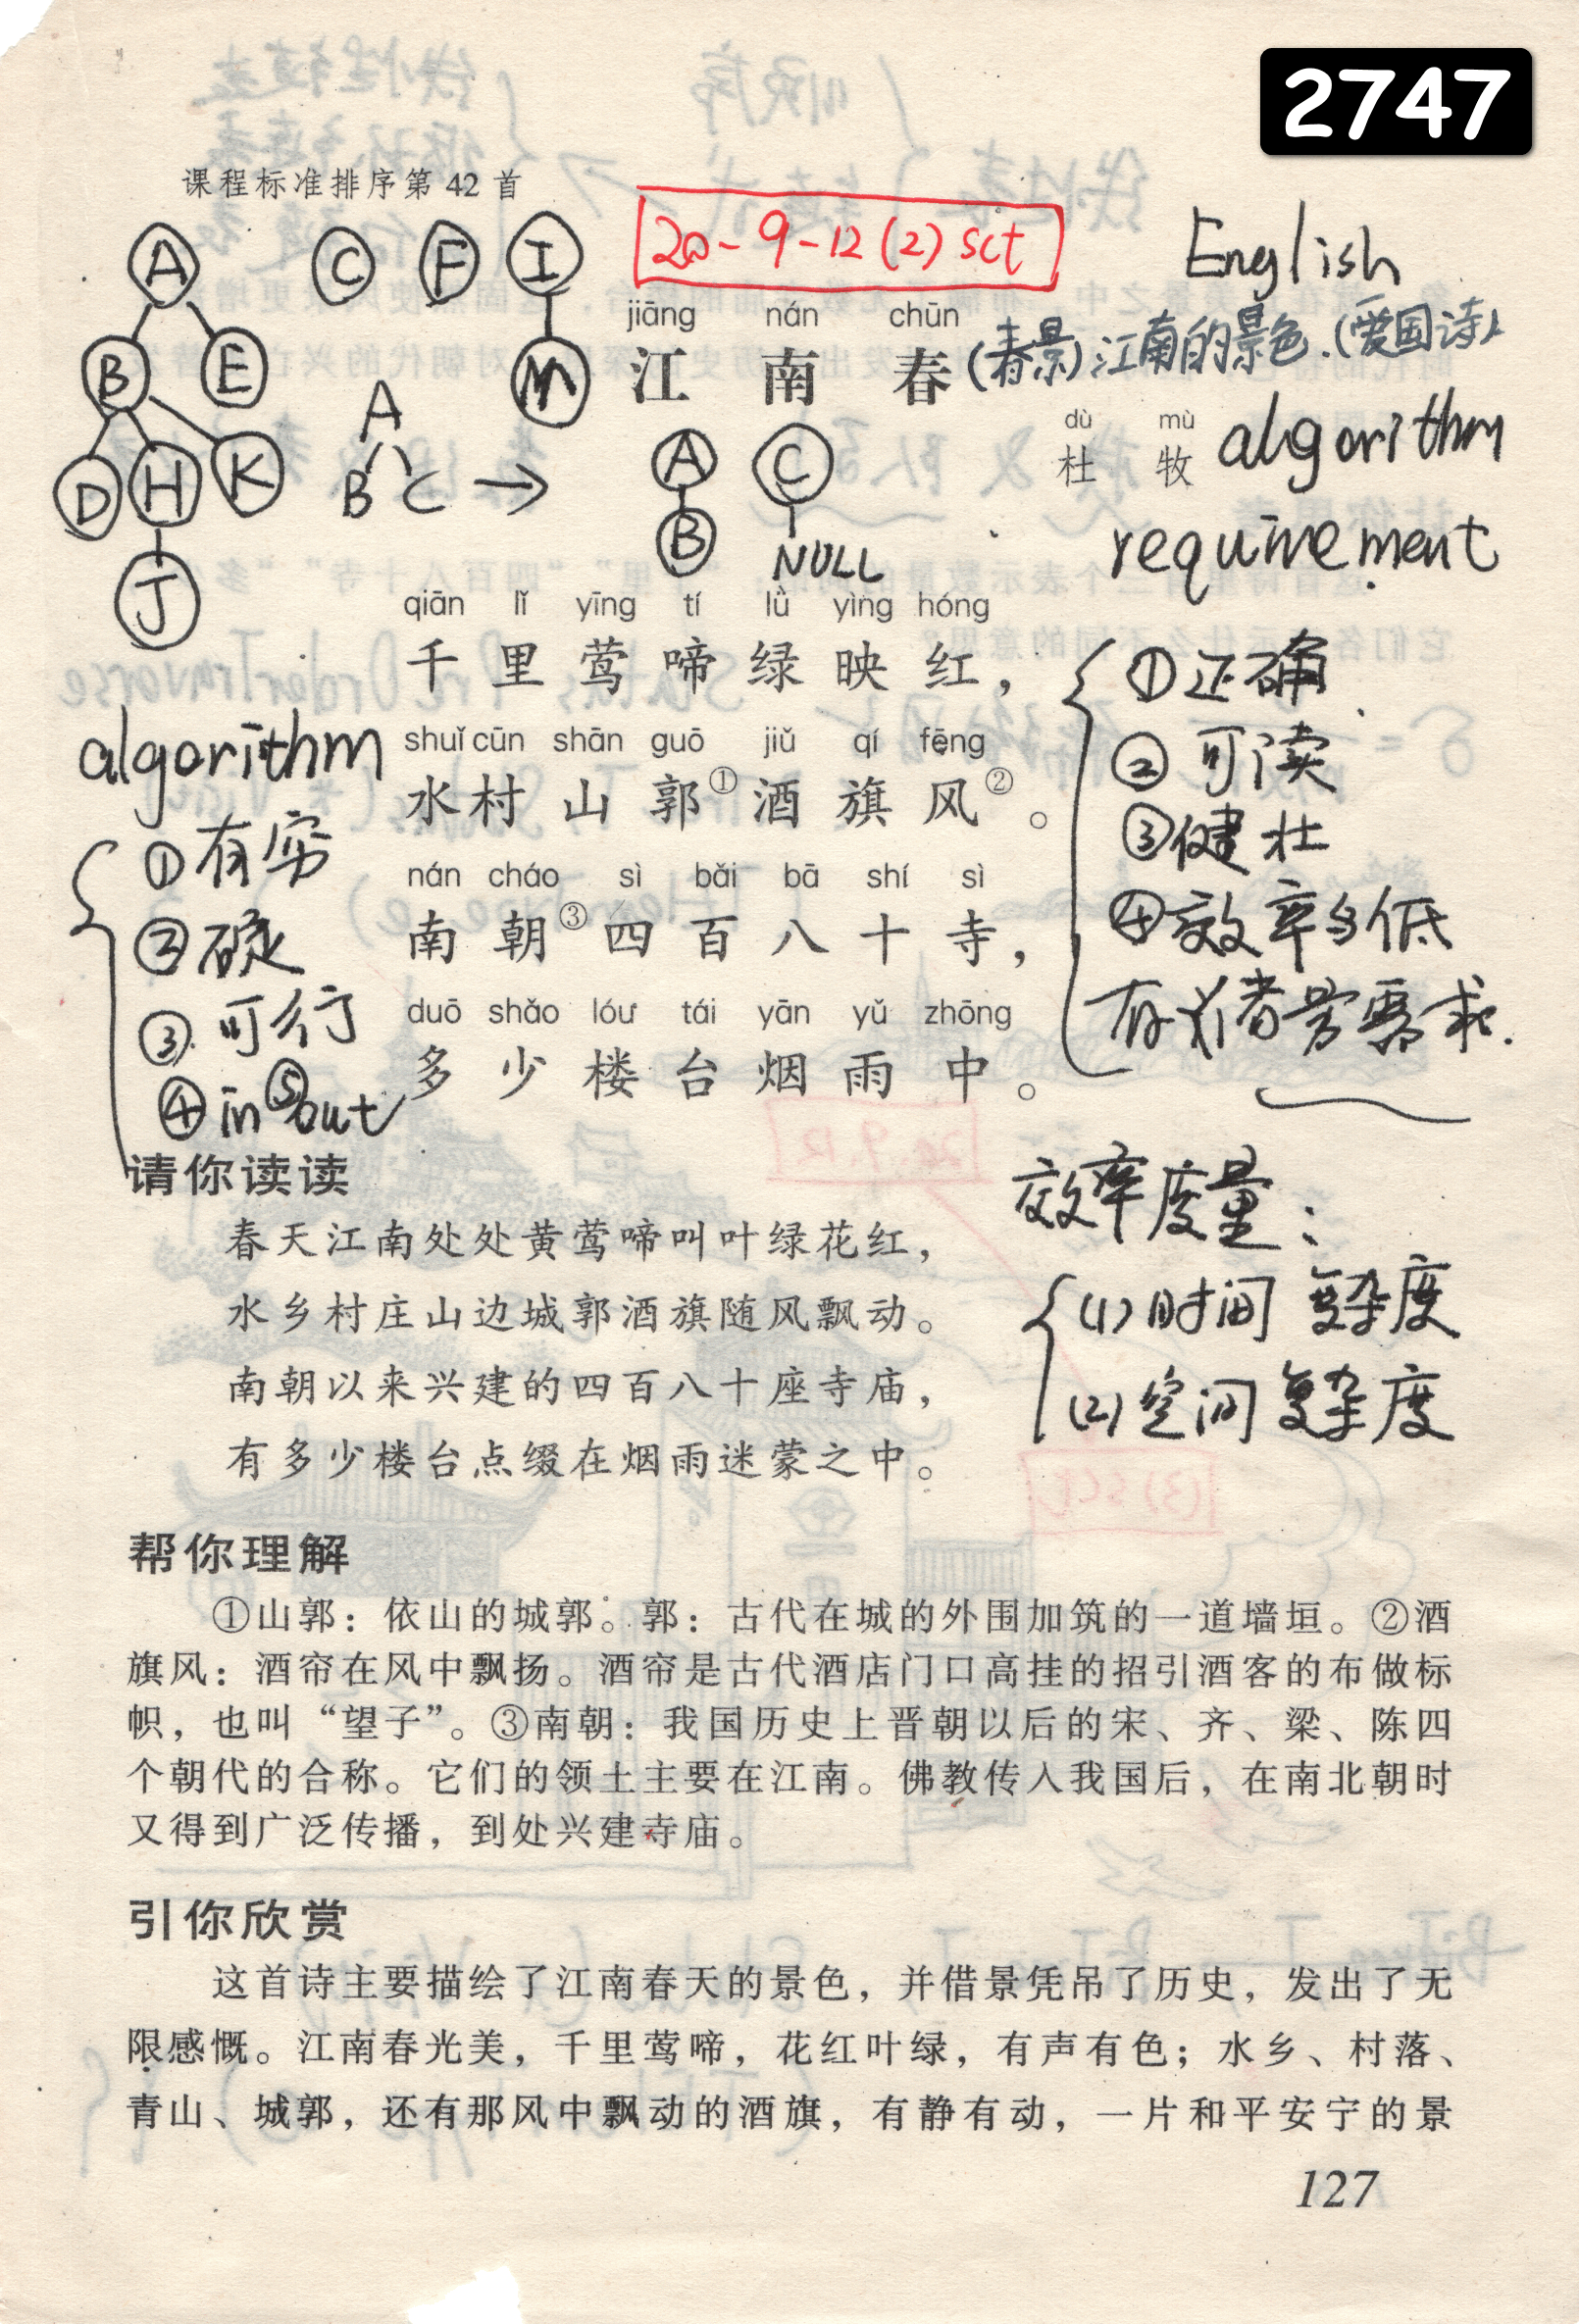 2747
课程标准排序第 42 首
A C F I
20-9-12 (2) sct
English
jiāng nán chūn
江 南 春
(春景) 江南的景色. (爱国诗)
B E M
A
B C → A C
B NULL
D H K
J
dù mù
杜 牧
algorithm
requirement
qiān lǐ yīng tí lǜ yìng hóng
千 里 莺 啼 绿 映 红，
shuǐ cūn shān guō jiǔ qí fēng
水 村 山 郭① 酒 旗 风②。
nán cháo sì bǎi bā shí sì
南 朝③ 四 百 八 十 寺，
duō shǎo lóu tái yān yǔ zhōng
多 少 楼 台 烟 雨 中。
algorithm
①有穷
②确定
③可行
④in ⑤out
①正确
②可读
③健壮
④效率与低
存储量需求.
效率度量：
(1) 时间 复杂度
(2) 空间 复杂度
请你读读
春天江南处处黄莺啼叫叶绿花红，
水乡村庄山边城郭酒旗随风飘动。
南朝以来兴建的四百八十座寺庙，
有多少楼台点缀在烟雨迷蒙之中。
帮你理解
①山郭：依山的城郭。郭：古代在城的外围加筑的一道墙垣。②酒
旗风：酒帘在风中飘扬。酒帘是古代酒店门口高挂的招引酒客的布做标
帜，也叫“望子”。③南朝：我国历史上晋朝以后的宋、齐、梁、陈四
个朝代的合称。它们的领土主要在江南。佛教传入我国后，在南北朝时
又得到广泛传播，到处兴建寺庙。
引你欣赏
这首诗主要描绘了江南春天的景色，并借景凭吊了历史，发出了无
限感慨。江南春光美，千里莺啼，花红叶绿，有声有色；水乡、村落、
青山、城郭，还有那风中飘动的酒旗，有静有动，一片和平安宁的景
127